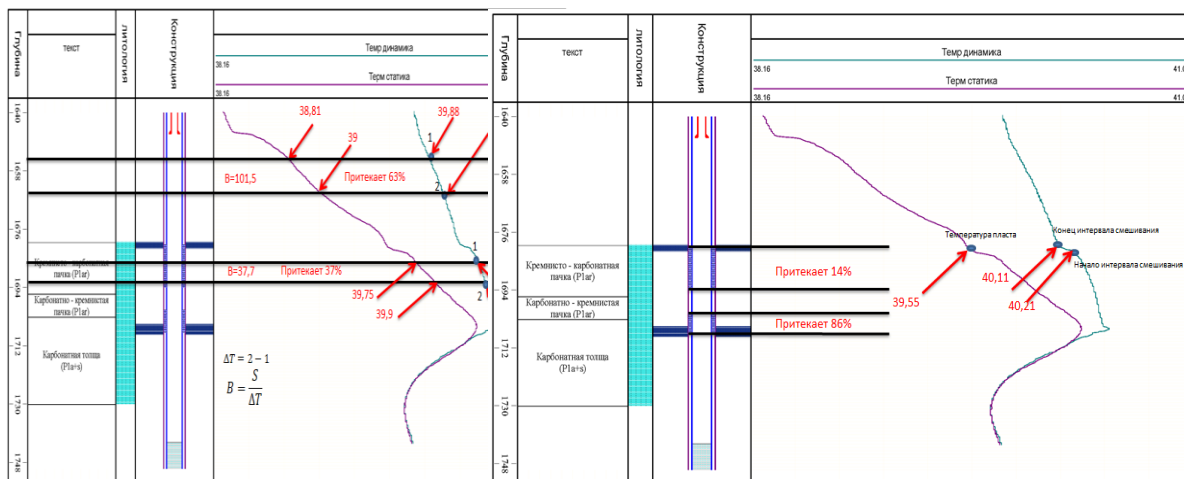 Глубина
текст
литология
Конструкция
Темр динамика
38.16
Терм статика
38.16
1640
1658
1676
1694
1712
1730
1748
38,81
39
39,88
1
2
B=101,5
Притекает 63%
1
2
B=37,7
Притекает 37%
39,75
39,9
Кремнисто - карбонатная
пачка (P1ar)
Карбонатно - кремнистая
пачка (P1ar)
Карбонатная толща
(P1a+s)
ΔT = 2 − 1
B = S
ΔT
Глубина
текст
литология
Конструкция
Темр динамика
38.16
41.0
Терм статика
38.16
1640
1658
1676
1694
1712
1730
1748
Температура пласта
Конец интервала смешивания
Начало интервала смешивания
Притекает 14%
39,55
40,11
40,21
Притекает 86%
Кремнисто - карбонатная
пачка (P1ar)
Карбонатно - кремнистая
пачка (P1ar)
Карбонатная толща
(P1a+s)